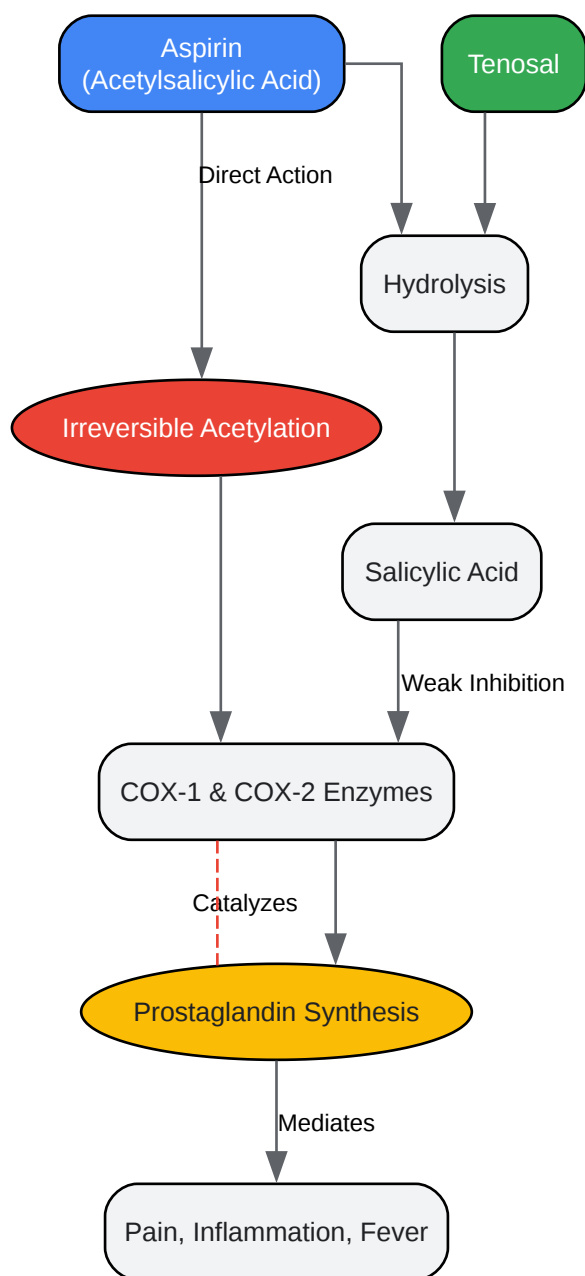 Aspirin
(Acetylsalicylic Acid)
Tenosal
Direct Action
Hydrolysis
Irreversible Acetylation
Salicylic Acid
Weak Inhibition
COX-1 & COX-2 Enzymes
Catalyzes
Prostaglandin Synthesis
Mediates
Pain, Inflammation, Fever